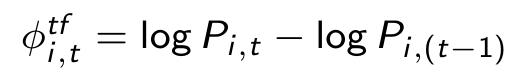 ϕ^{tf}_{i,t} = log P_{i,t} − log P_{i,(t−1)}